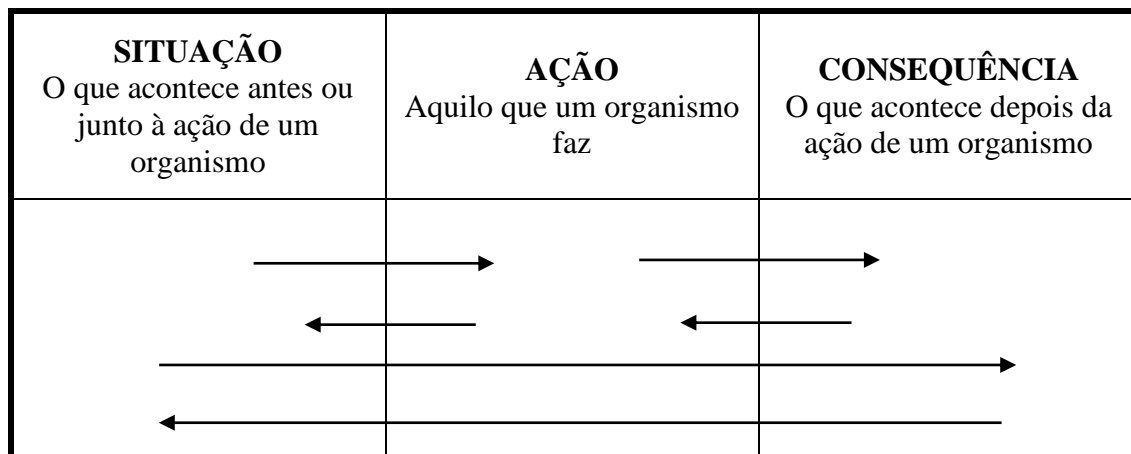 SITUAÇÃO
O que acontece antes ou
junto à ação de um
organismo
AÇÃO
Aquilo que um organismo
faz
CONSEQUÊNCIA
O que acontece depois da
ação de um organismo